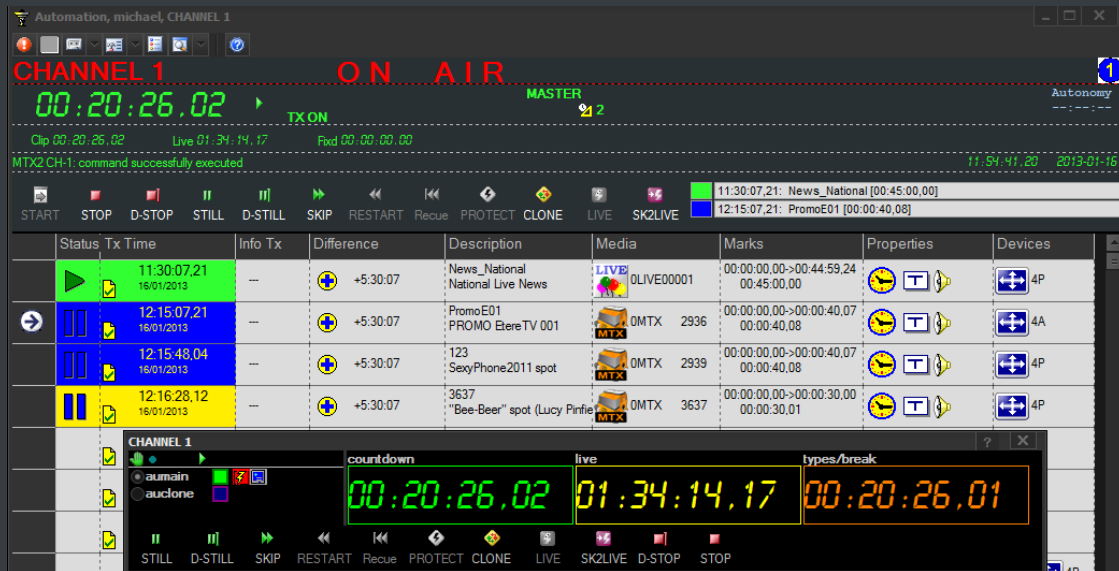 Automation, michael, CHANNEL 1
CHANNEL 1 ON AIR 1
MASTER
Autonomy
00:20:26,02 TX ON 2 --:--:--
Clip 00:20:26,02 Live 01:34:14,17 Fixd 00:00:00,00
MTX2 CH-1: command successfully executed 11:54:41,20 2013-01-16
11:30:07,21: News_National [00:45:00,00]
12:15:07,21: PromoE01 [00:00:40,08]
START STOP D-STOP STILL D-STILL SKIP RESTART Recue PROTECT CLONE LIVE SK2LIVE
Status Tx Time Info Tx Difference Description Media Marks Properties Devices
11:30:07,21 News_National 00:00:00,00->00:44:59,24
16/01/2013 --- +5:30:07 National Live News LIVE 0LIVE00001 00:45:00,00 T 4P
12:15:07,21 PromoE01 00:00:00,00->00:00:40,07
16/01/2013 --- +5:30:07 PROMO EtereTV 001 MTX 0MTX 2936 00:00:40,08 T 4A
12:15:48,04 123 00:00:00,00->00:00:40,07
16/01/2013 --- +5:30:07 SexyPhone2011 spot MTX 0MTX 2939 00:00:40,08 T 4P
12:16:28,12 3637 00:00:00,00->00:00:30,00
16/01/2013 --- +5:30:07 "Bee-Beer" spot (Lucy Pinfie MTX 0MTX 3637 00:00:30,01 T 4P
CHANNEL 1 ? X
countdown live types/break
aumain
auclone
00:20:26,02 01:34:14,17 00:20:26,01
STILL D-STILL SKIP RESTART Recue PROTECT CLONE LIVE SK2LIVE D-STOP STOP